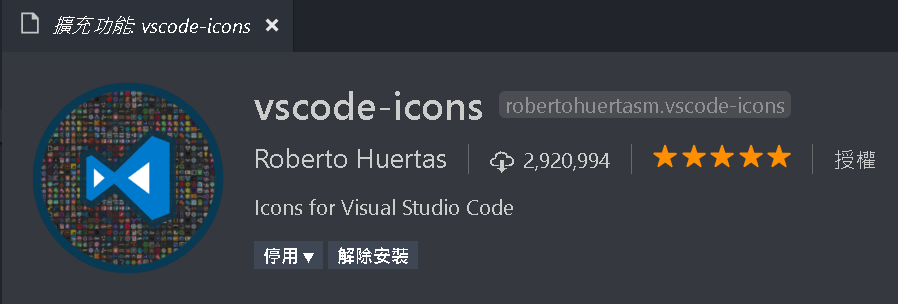 擴充功能: vscode-icons ×
vscode-icons robertohuertasm.vscode-icons
Roberto Huertas 2,920,994 授權
Icons for Visual Studio Code
停用▼ 解除安裝